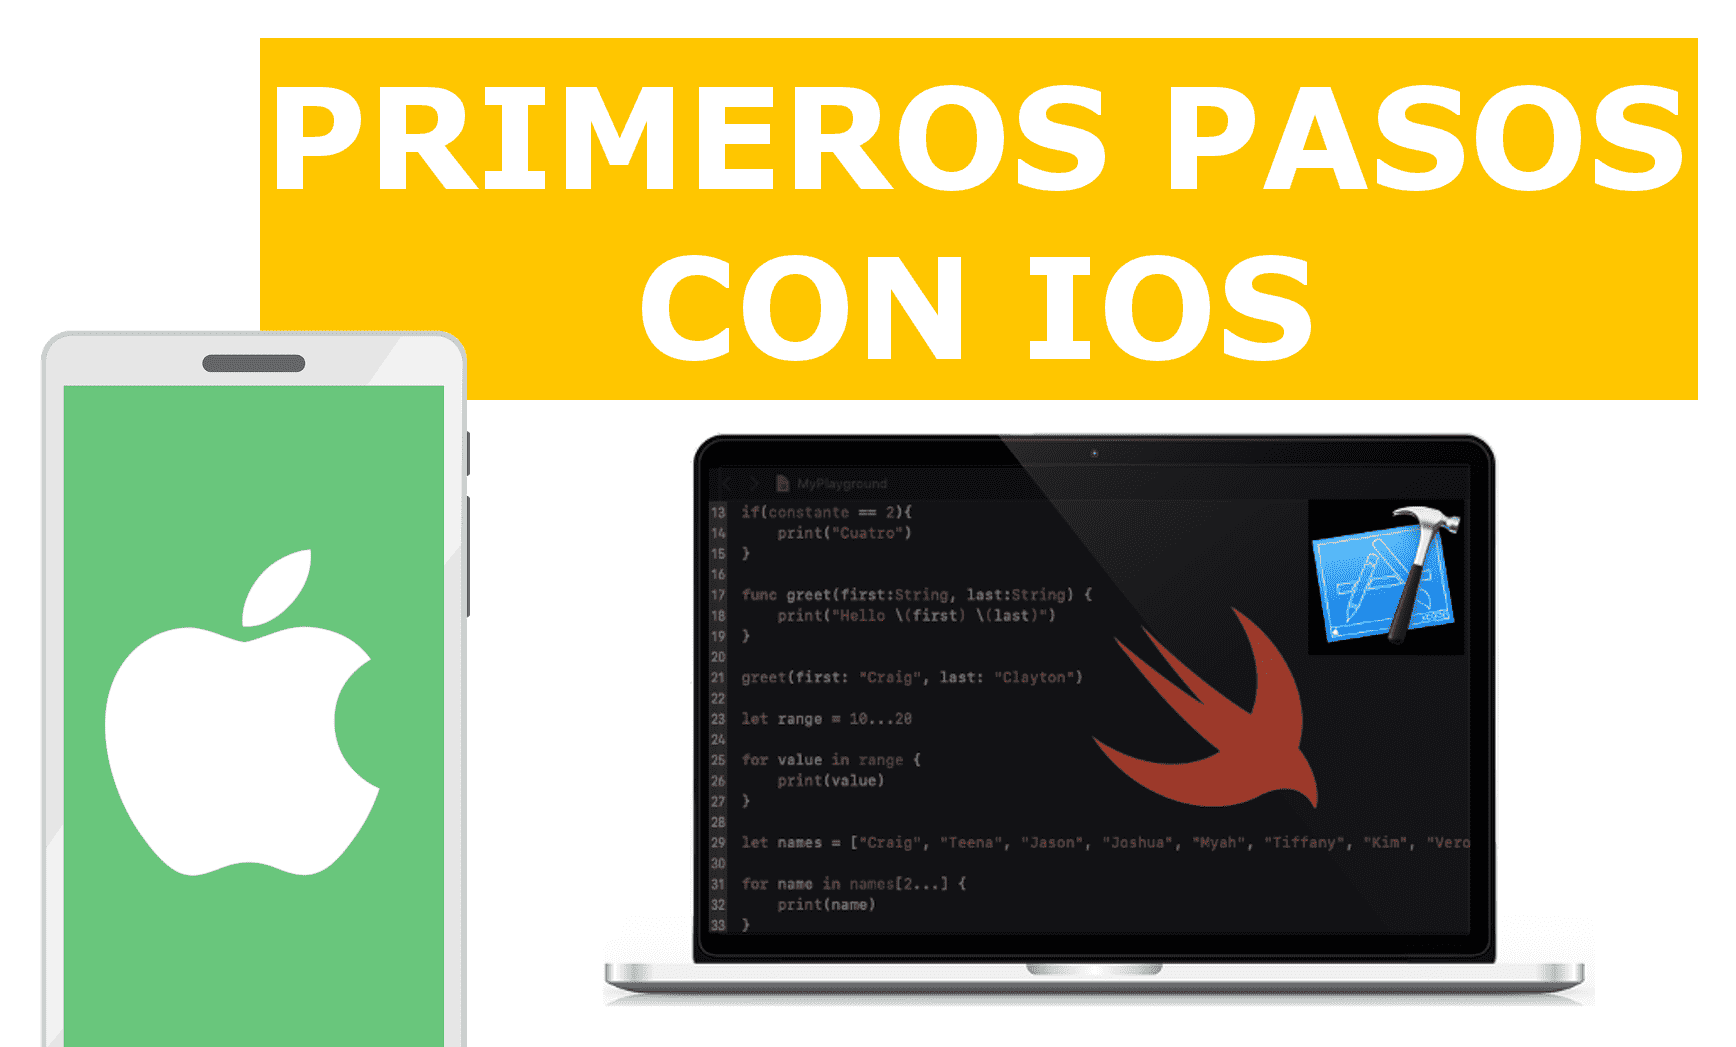 PRIMEROS PASOS
CON IOS
MyPlayground
13 if(constante == 2){
14 print("Cuatro")
15 }
16
17 func greet(first:String, last:String) {
18 print("Hello \(first) \(last)")
19 }
20
21 greet(first: "Craig", last: "Clayton")
22
23 let range = 10...20
24
25 for value in range {
26 print(value)
27 }
28
29 let names = ["Craig", "Teena", "Jason", "Joshua", "Myah", "Tiffany", "Kim", "Vero
30
31 for name in names[2...] {
32 print(name)
33 }